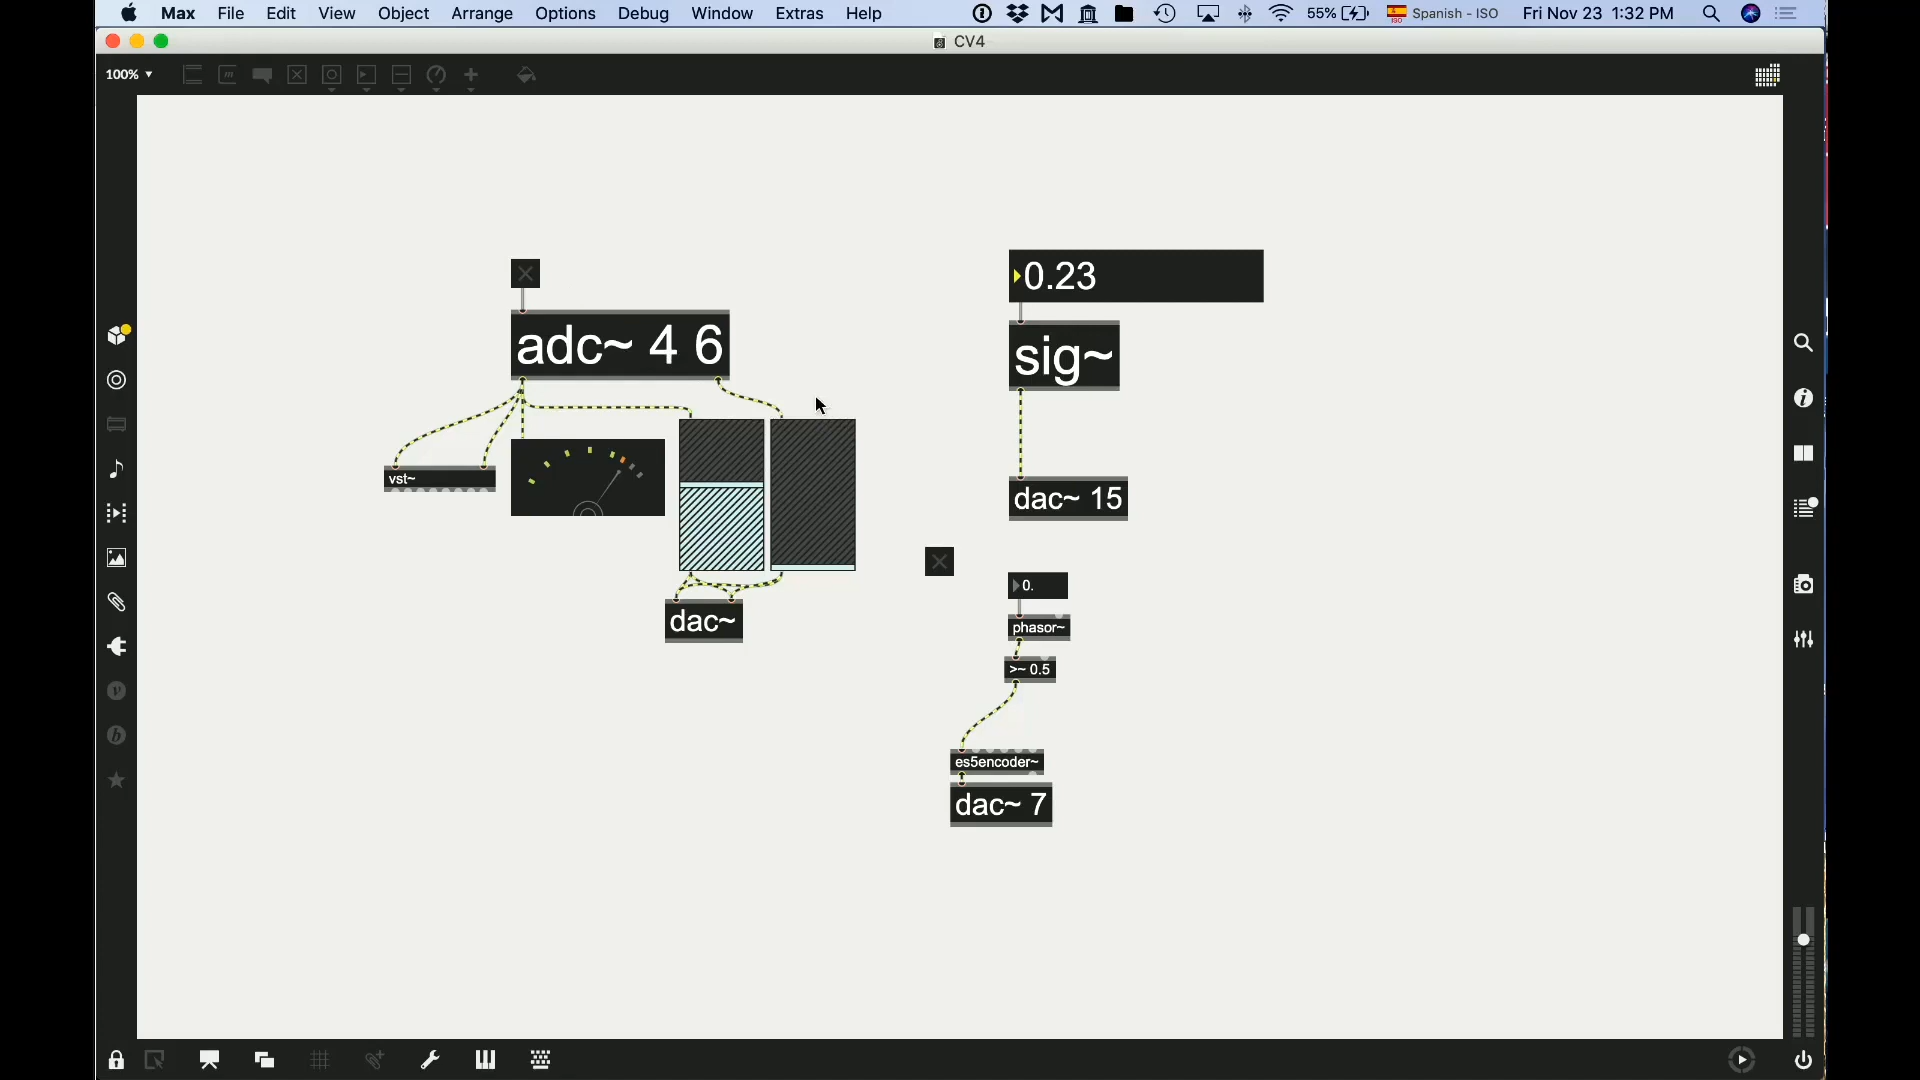 Max File Edit View Object Arrange Options Debug Window Extras Help 55% Spanish - ISO Fri Nov 23 1:32 PM
CV4
100%
0.23
adc~ 4 6
sig~
vst~
dac~ 15
0.
dac~
phasor~
>~ 0.5
es5encoder~
dac~ 7